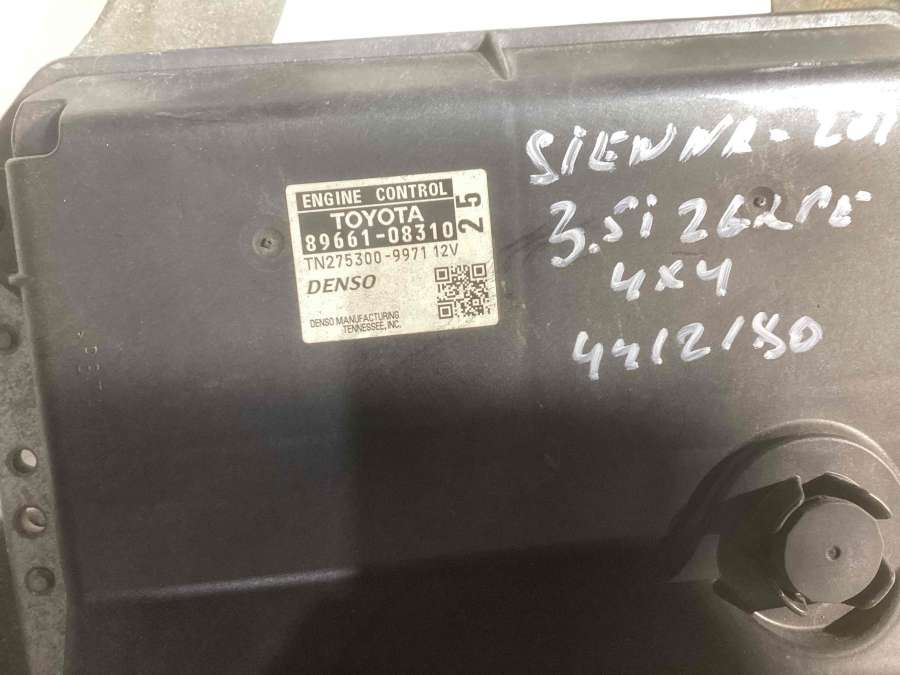 ENGINE CONTROL
TOYOTA
89661-08310
25
TN275300-9971 12V
DENSO
DENSO MANUFACTURING
TENNESSEE, INC.
SIENNA-201
3.5i 2GRFE
4x4
4212180